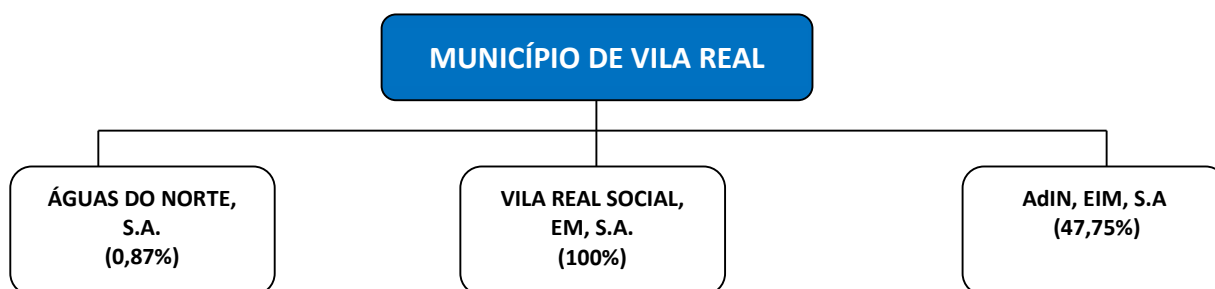 MUNICÍPIO DE VILA REAL
ÁGUAS DO NORTE,
S.A.
(0,87%)
VILA REAL SOCIAL,
EM, S.A.
(100%)
AdIN, EIM, S.A
(47,75%)